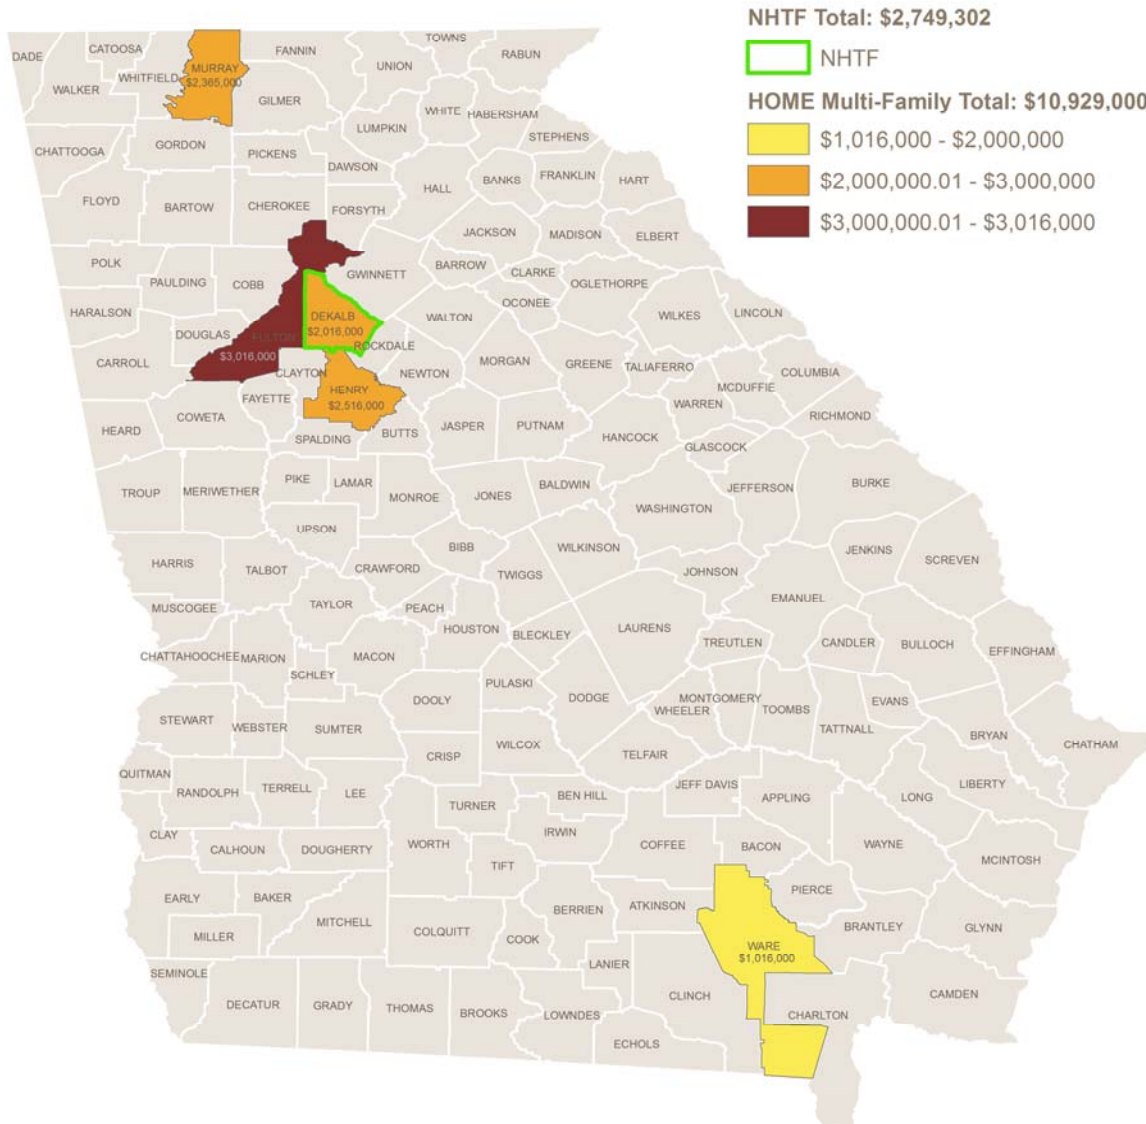 NHTF Total: $2,749,302
NHTF
HOME Multi-Family Total: $10,929,000
$1,016,000 - $2,000,000
$2,000,000.01 - $3,000,000
$3,000,000.01 - $3,016,000
DADE
CATOOSA
WHITFIELD
MURRAY
$2,365,000
FANNIN
UNION
TOWNS
RABUN
WALKER
GILMER
WHITE
HABERSHAM
LUMPKIN
STEPHENS
CHATTOOGA
GORDON
PICKENS
DAWSON
HALL
BANKS
FRANKLIN
HART
FLOYD
BARTOW
CHEROKEE
FORSYTH
JACKSON
MADISON
ELBERT
POLK
PAULDING
COBB
GWINNETT
BARROW
CLARKE
OGLETHORPE
OCONEE
HARALSON
DOUGLAS
FULTON
$3,016,000
DEKALB
$2,016,000
ROCKDALE
WALTON
WILKES
LINCOLN
CARROLL
CLAYTON
NEWTON
MORGAN
GREENE
TALIAFERRO
COLUMBIA
MCDUFFIE
HENRY
$2,516,000
FAYETTE
WARREN
RICHMOND
COWETA
HEARD
SPALDING
BUTTS
JASPER
PUTNAM
HANCOCK
GLASCOCK
TROUP
MERIWETHER
PIKE
LAMAR
MONROE
JONES
BALDWIN
JEFFERSON
BURKE
WASHINGTON
UPSON
BIBB
WILKINSON
JENKINS
SCREVEN
HARRIS
TALBOT
CRAWFORD
TWIGGS
JOHNSON
EMANUEL
MUSCOGEE
TAYLOR
PEACH
HOUSTON
BLECKLEY
LAURENS
TREUTLEN
CANDLER
BULLOCH
EFFINGHAM
CHATTAHOOCHEE
MARION
MACON
SCHLEY
PULASKI
DODGE
DOOLY
MONTGOMERY
WHEELER
TOOMBS
EVANS
STEWART
WEBSTER
SUMTER
TATTNALL
BRYAN
CHATHAM
CRISP
WILCOX
TELFAIR
QUITMAN
RANDOLPH
TERRELL
LEE
TURNER
BEN HILL
JEFF DAVIS
APPLING
LONG
LIBERTY
CLAY
CALHOUN
DOUGHERTY
WORTH
TIFT
IRWIN
COFFEE
BACON
WAYNE
MCINTOSH
EARLY
BAKER
MITCHELL
PIERCE
BERRIEN
ATKINSON
BRANTLEY
GLYNN
MILLER
COLQUITT
COOK
WARE
$1,016,000
SEMINOLE
LANIER
CLINCH
CAMDEN
DECATUR
GRADY
THOMAS
BROOKS
LOWNDES
CHARLTON
ECHOLS